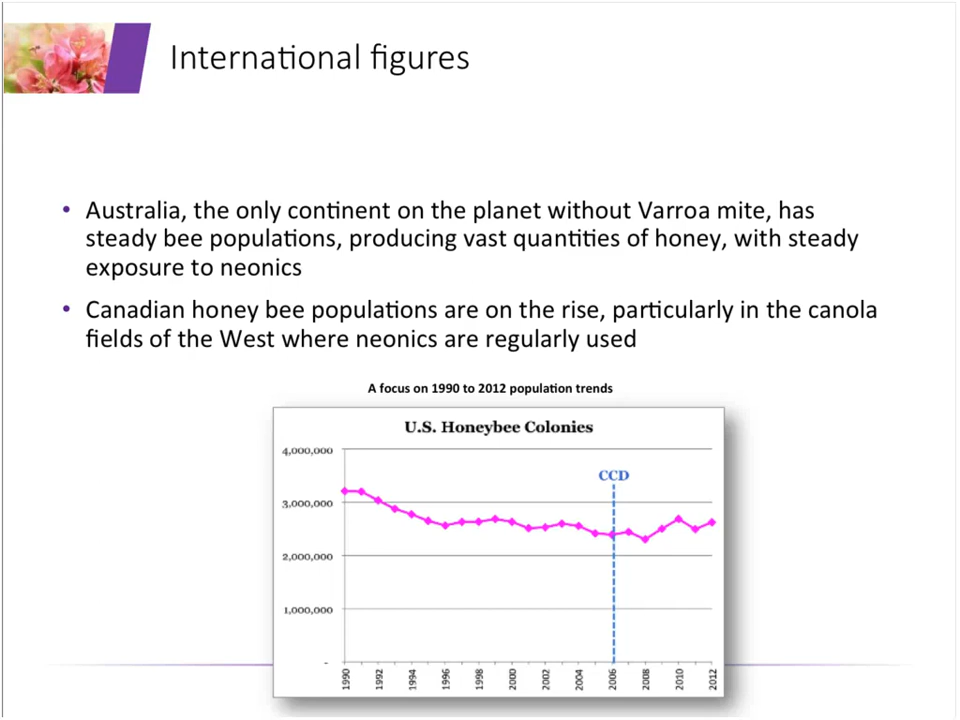 International figures
• Australia, the only continent on the planet without Varroa mite, has
steady bee populations, producing vast quantities of honey, with steady
exposure to neonics
• Canadian honey bee populations are on the rise, particularly in the canola
fields of the West where neonics are regularly used
A focus on 1990 to 2012 population trends
U.S. Honeybee Colonies
4,000,000
CCD
3,000,000
2,000,000
1,000,000
-
1990 1992 1994 1996 1998 2000 2002 2004 2006 2008 2010 2012